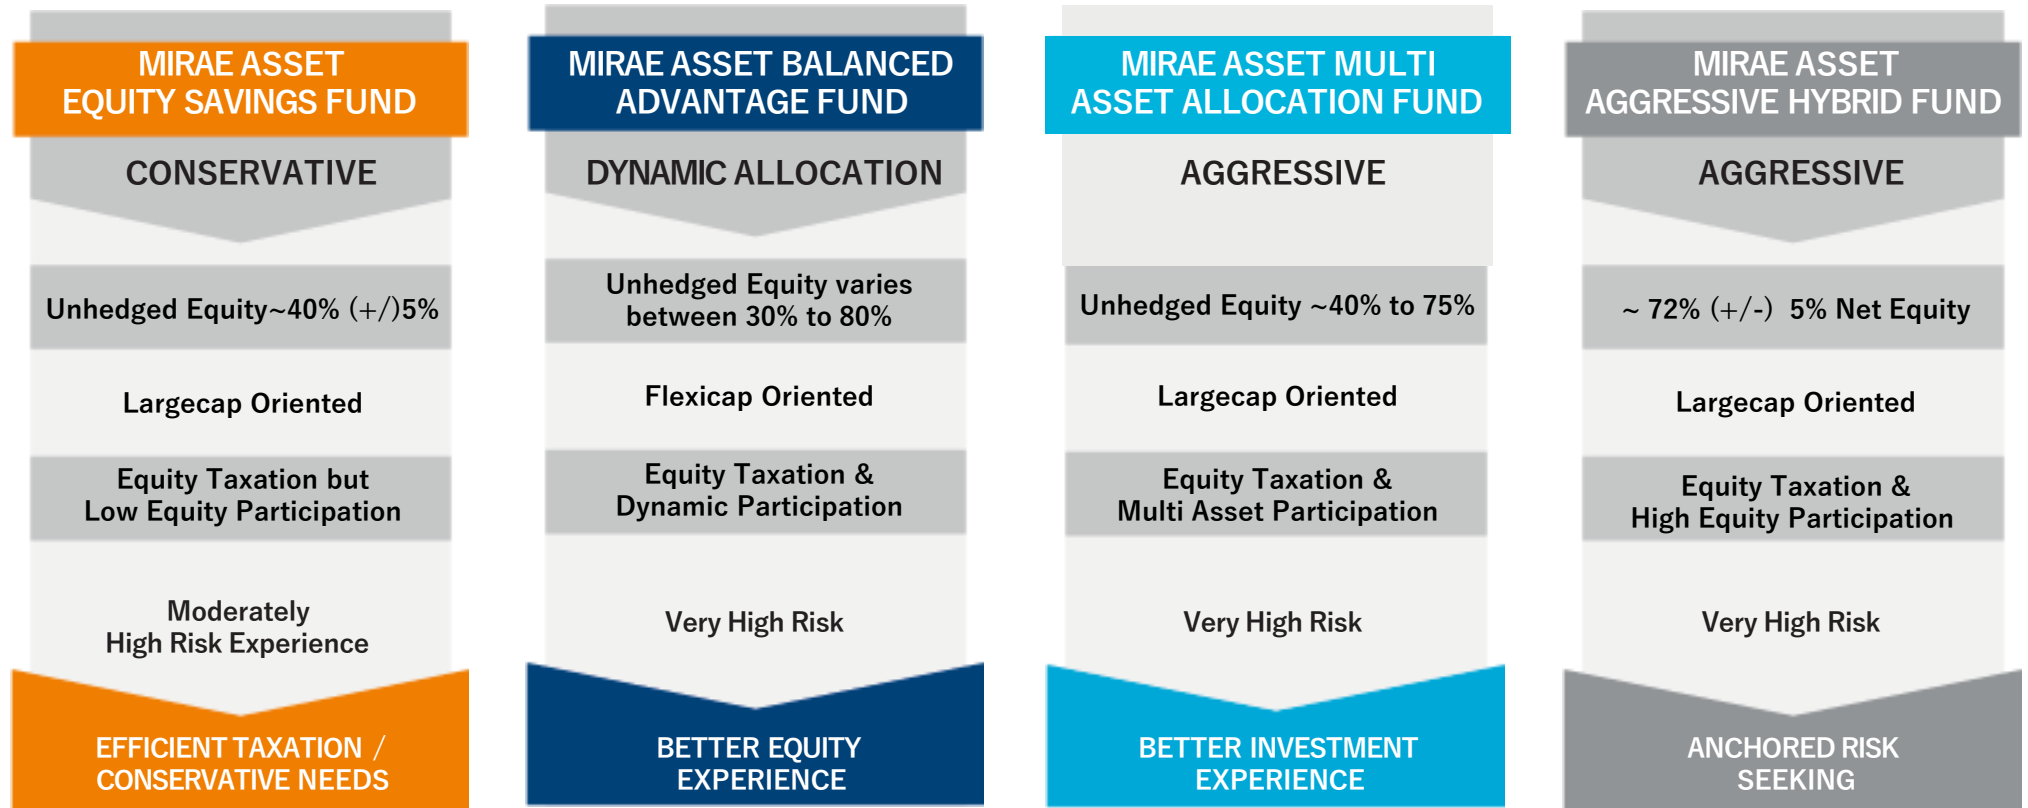 MIRAE ASSET
EQUITY SAVINGS FUND
CONSERVATIVE
Unhedged Equity~40% (+/)5%
Largecap Oriented
Equity Taxation but
Low Equity Participation
Moderately
High Risk Experience
EFFICIENT TAXATION /
CONSERVATIVE NEEDS
MIRAE ASSET BALANCED
ADVANTAGE FUND
DYNAMIC ALLOCATION
Unhedged Equity varies
between 30% to 80%
Flexicap Oriented
Equity Taxation &
Dynamic Participation
Very High Risk
BETTER EQUITY
EXPERIENCE
MIRAE ASSET MULTI
ASSET ALLOCATION FUND
AGGRESSIVE
Unhedged Equity ~40% to 75%
Largecap Oriented
Equity Taxation &
Multi Asset Participation
Very High Risk
BETTER INVESTMENT
EXPERIENCE
MIRAE ASSET
AGGRESSIVE HYBRID FUND
AGGRESSIVE
~ 72% (+/-) 5% Net Equity
Largecap Oriented
Equity Taxation &
High Equity Participation
Very High Risk
ANCHORED RISK
SEEKING